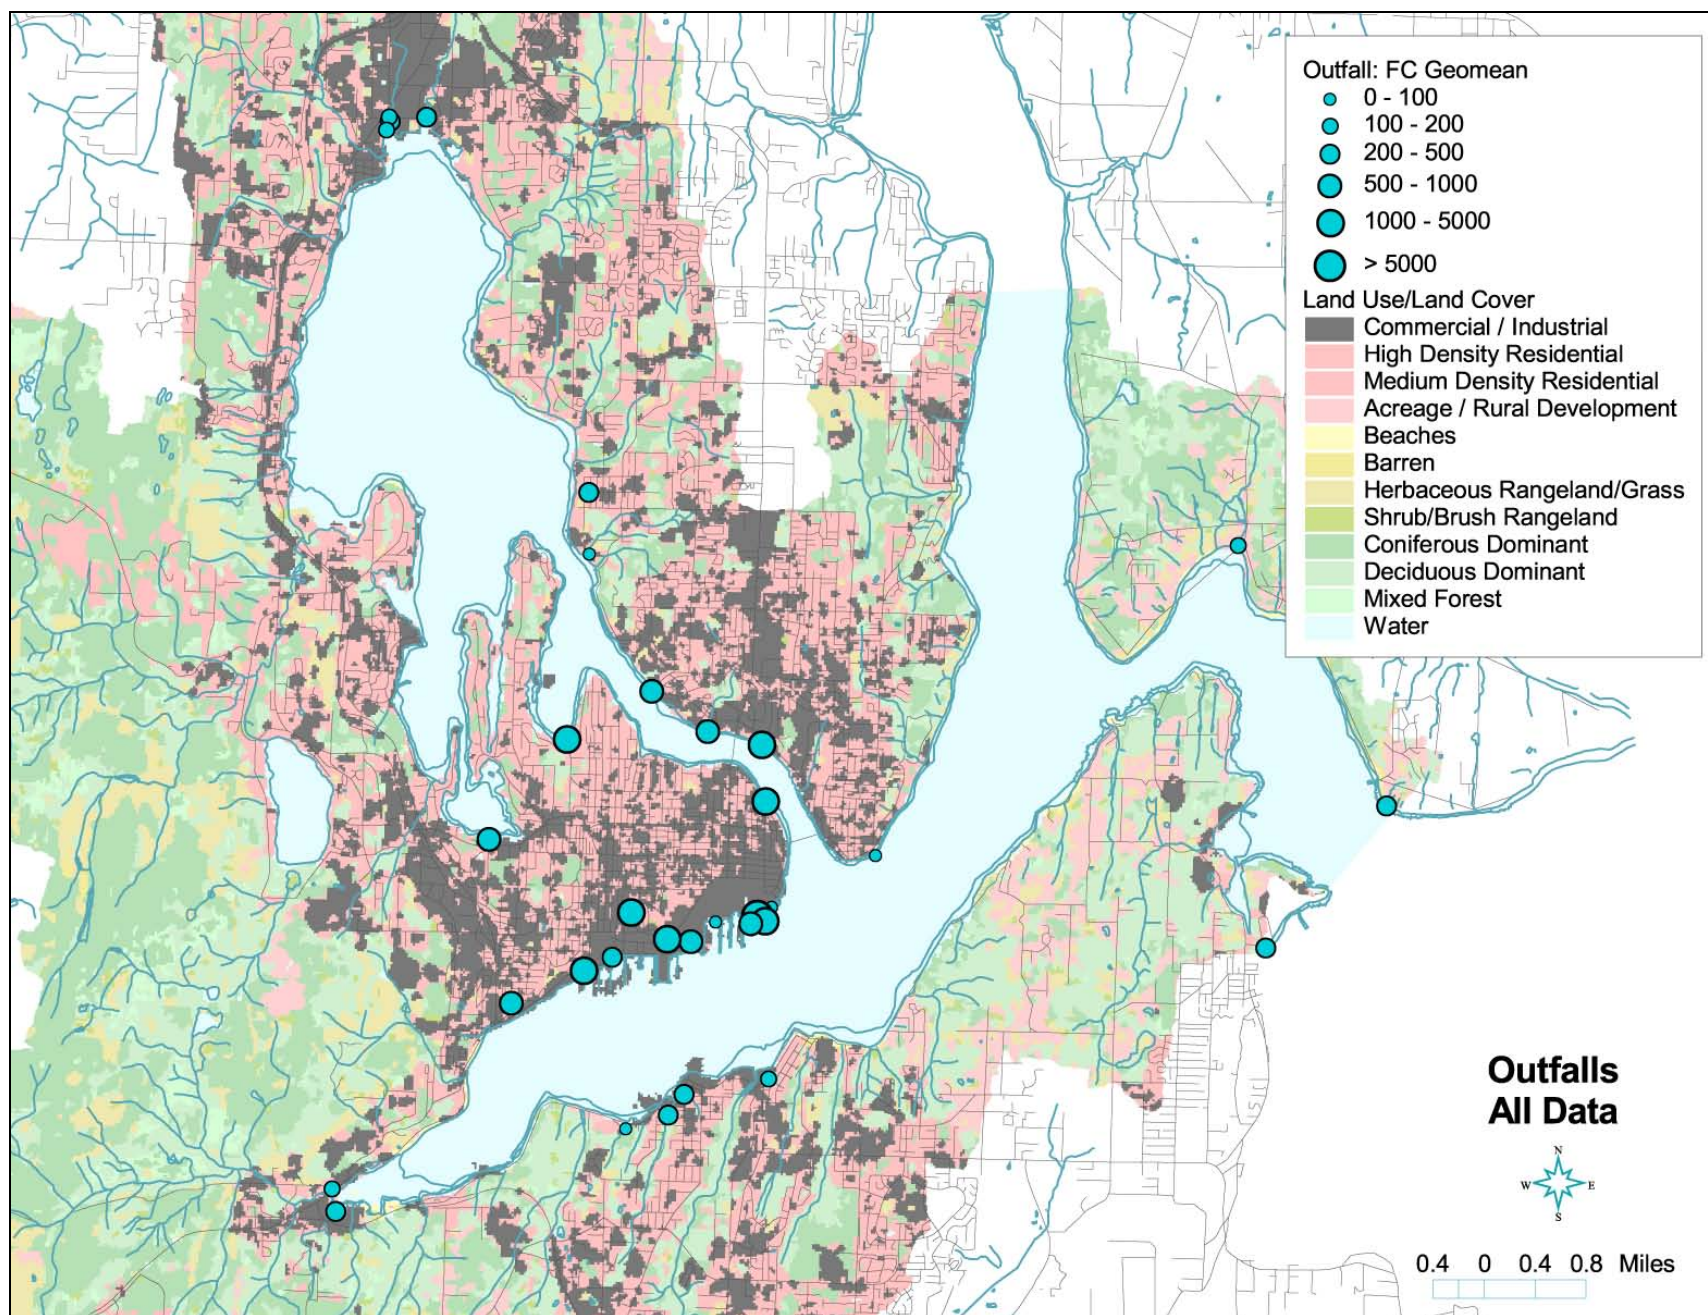 Outfall: FC Geomean
0 - 100
100 - 200
200 - 500
500 - 1000
1000 - 5000
> 5000
Land Use/Land Cover
Commercial / Industrial
High Density Residential
Medium Density Residential
Acreage / Rural Development
Beaches
Barren
Herbaceous Rangeland/Grass
Shrub/Brush Rangeland
Coniferous Dominant
Deciduous Dominant
Mixed Forest
Water
Outfalls
All Data
N
W E
S
0.4 0 0.4 0.8 Miles